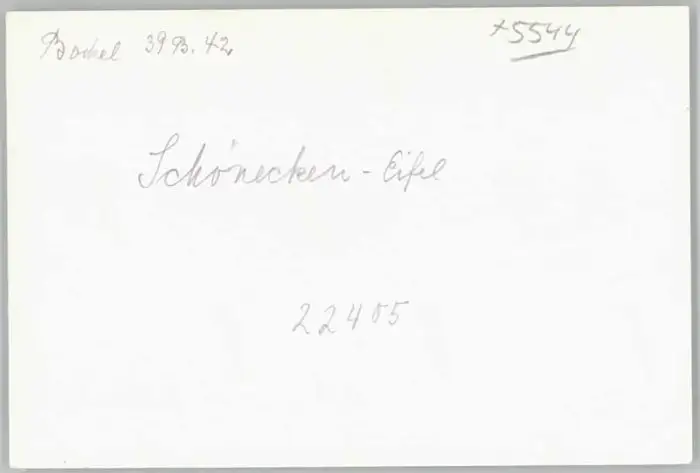 Bockel 39 B. 42
+5544
Schönecken - Eifel
22405